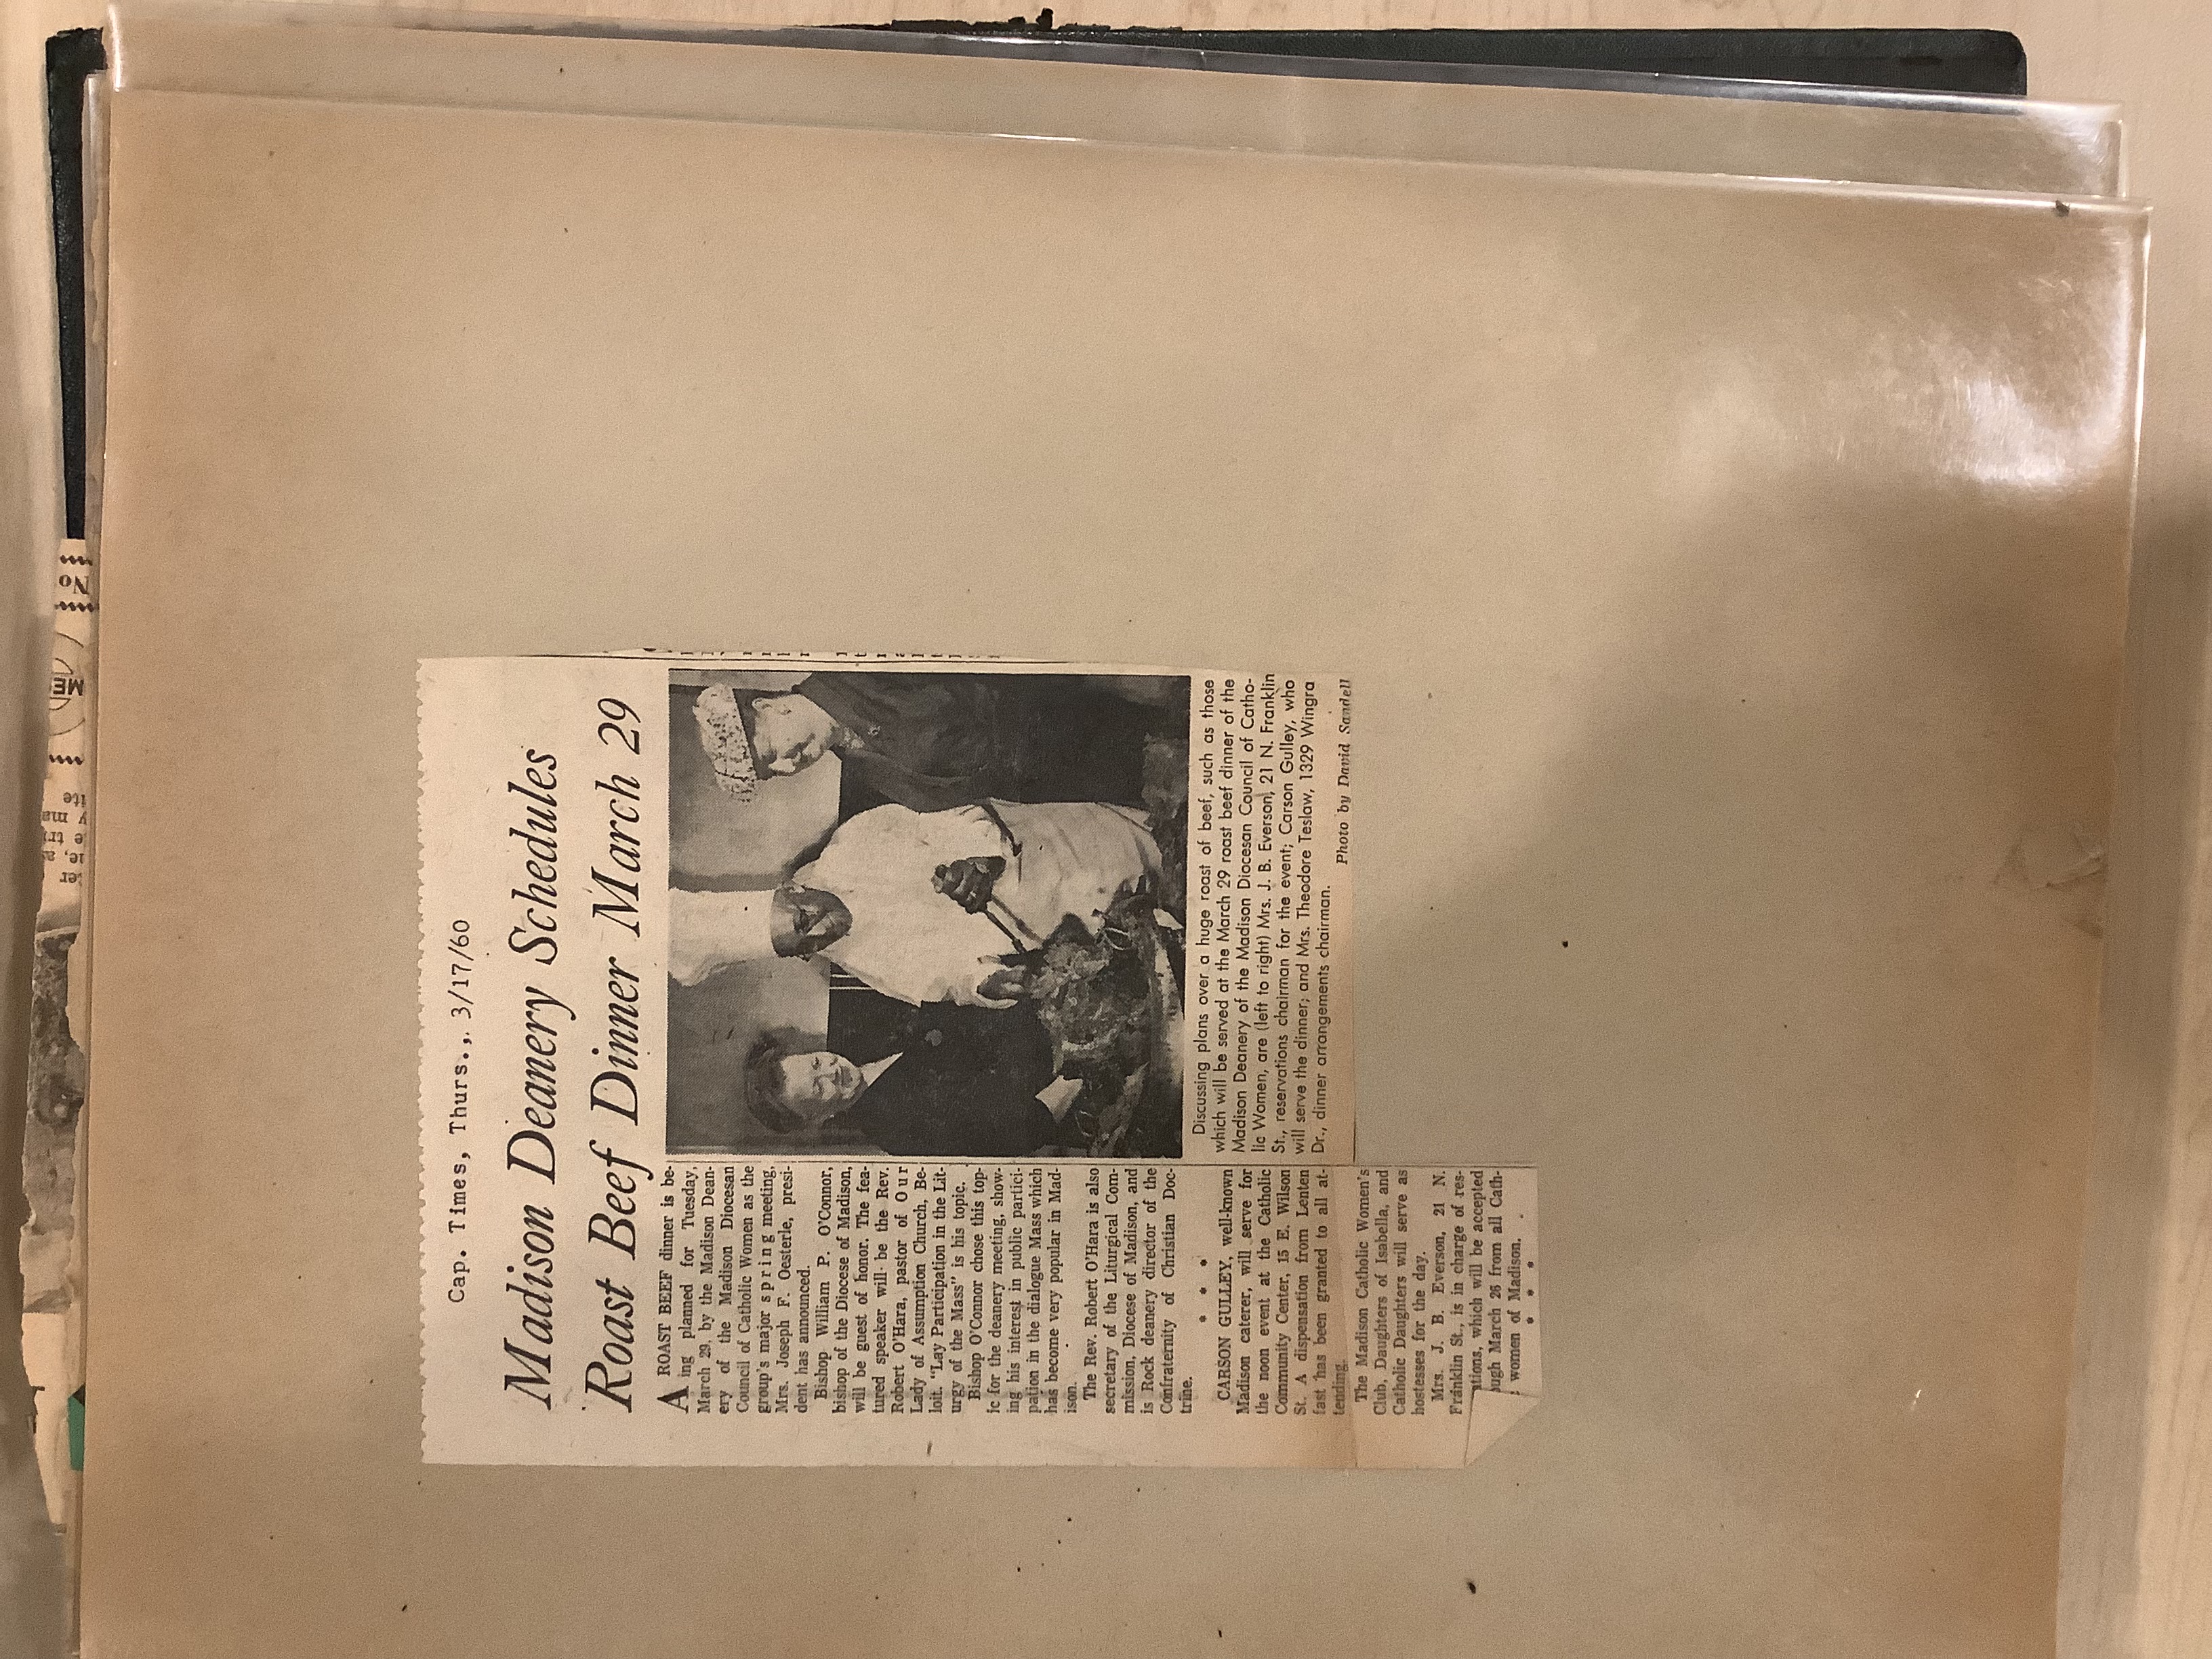 Cap. Times, Thurs.,. 3/17/60
Madison Deanery Schedules
Roast Beef Dinner March 29
A ROAST BEEF dinner is be-
ing planned for Tuesday,
March 29, by the Madison Dean-
ery of the Madison Diocesan
Council of Catholic Women as the
group's major spring meeting,
Mrs. Joseph F. Oesterle, presi-
dent has announced.
Bishop William P. O'Connor,
bishop of the Diocese of Madison,
will be guest of honor. The fea-
tured speaker will be the Rev.
Robert O'Hara, pastor of Our
Lady of Assumption Church, Be-
loit. "Lay Participation in the Lit-
urgy of the Mass" is his topic.
Bishop O'Connor chose this top-
ic for the deanery meeting, show-
ing his interest in public partici-
pation in the dialogue Mass which
has become very popular in Mad-
ison.
The Rev. Robert O'Hara is also
secretary of the Liturgical Com-
mission, Diocese of Madison, and
is Rock deanery director of the
Confraternity of Christian Doc-
trine.
* * *
CARSON GULLEY, well-known
Madison caterer, will serve for
the noon event at the Catholic
Community Center, 15 E. Wilson
St. A dispensation from Lenten
fast has been granted to all at-
tending.
The Madison Catholic Women's
Club, Daughters of Isabella, and
Catholic Daughters will serve as
hostesses for the day.
Mrs. J. B. Everson, 21 N.
Franklin St., is in charge of res-
ations, which will be accepted
ough March 26 from all Cath-
women of Madison.
* * *
Discussing plans over a huge roast of beef, such as those
which will be served at the March 29 roast beef dinner of the
Madison Deanery of the Madison Diocesan Council of Catho-
lic Women, are (left to right) Mrs. J. B. Everson, 21 N. Franklin
St., reservations chairman for the event; Carson Gulley, who
will serve the dinner; and Mrs. Theodore Teslaw, 1329 Wingra
Dr., dinner arrangements chairman.
Photo by David Sandell
No
ME
ite
y ma
e tri